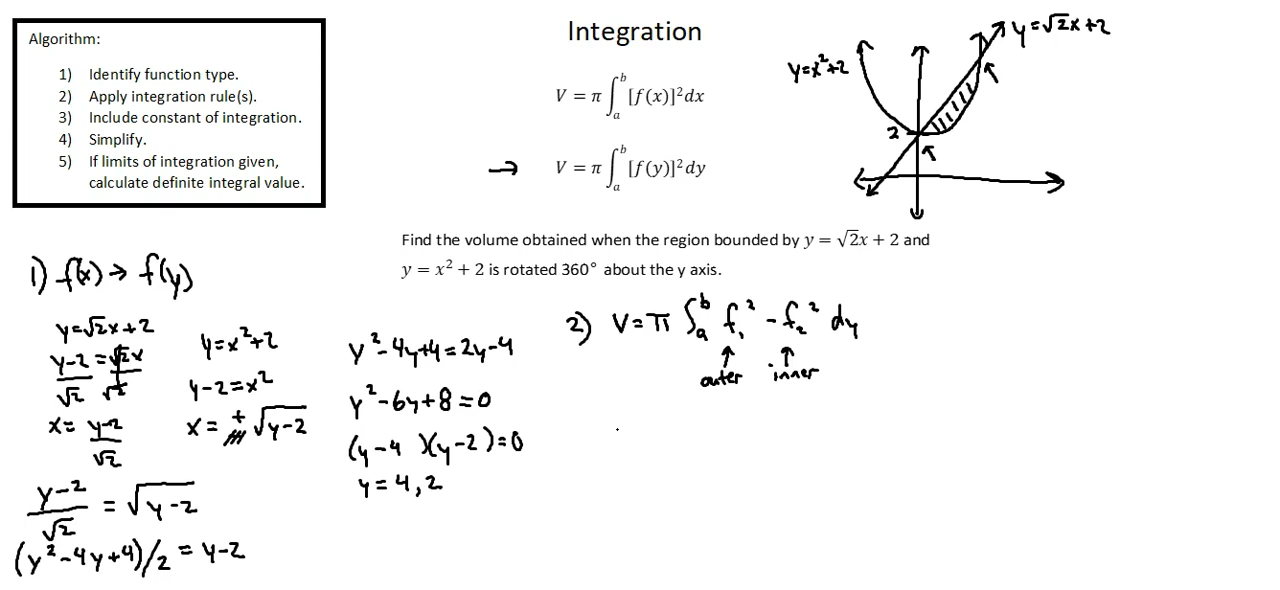 Algorithm:
1) Identify function type.
2) Apply integration rule(s).
3) Include constant of integration.
4) Simplify.
5) If limits of integration given,
calculate definite integral value.
Integration
V = π ∫ₐᵇ [f(x)]²dx
→ V = π ∫ₐᵇ [f(y)]²dy
y=x²+2
y=√2x+2
2
Find the volume obtained when the region bounded by y = √2x + 2 and
y = x² + 2 is rotated 360° about the y axis.
1) f(x) → f(y)
y=√2x+2
y-2 = √2x
√2 √2
x = y-2
√2
y=x²+2
y-2=x²
x = ± √y-2
y-2 = √y-2
√2
(y²-4y+4)/2 = y-2
y²-4y+4=2y-4
y²-6y+8=0
(y-4)(y-2)=0
y=4,2
2) V=π ∫ₐᵇ f₁² - f₂² dy
↑ ↑
outer inner